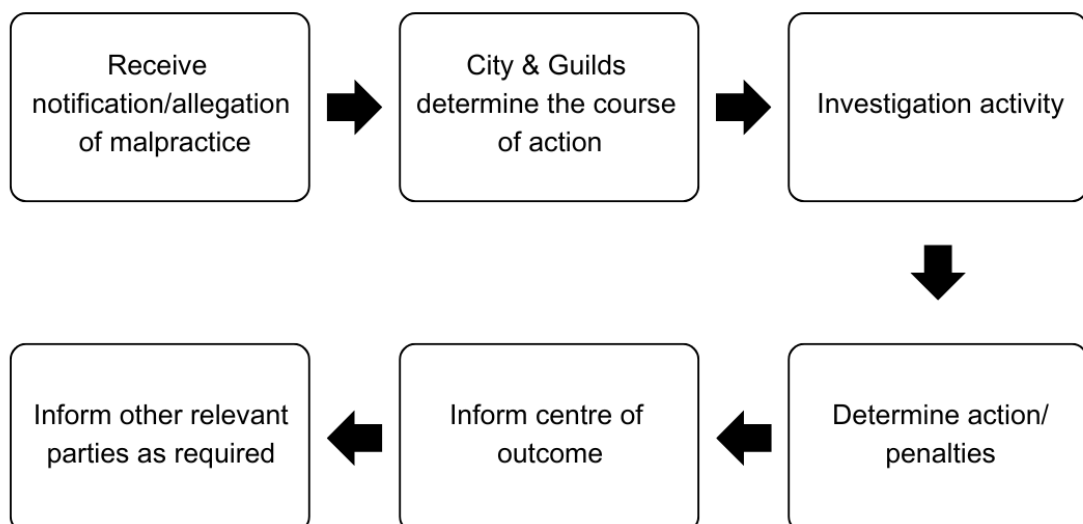 Receive
notification/allegation
of malpractice
City & Guilds
determine the course
of action
Investigation activity
Determine action/
penalties
Inform centre of
outcome
Inform other relevant
parties as required